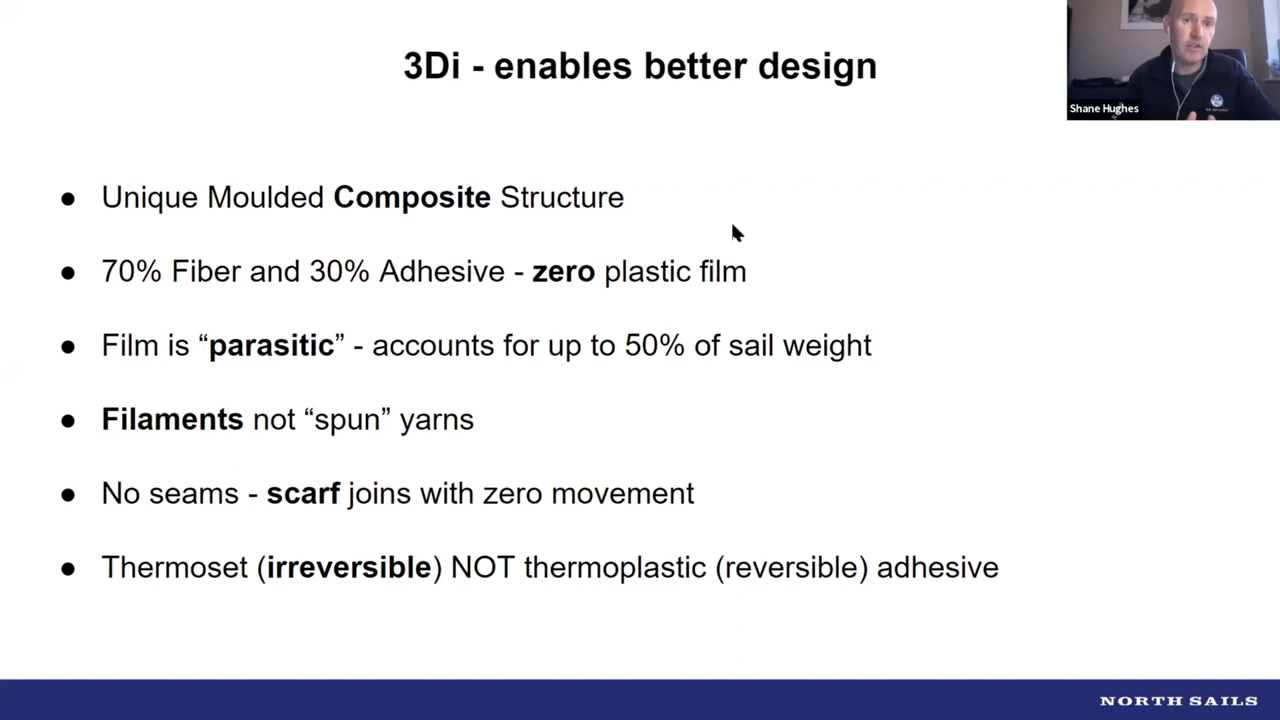 3Di - enables better design
Shane Hughes
● Unique Moulded Composite Structure
● 70% Fiber and 30% Adhesive - zero plastic film
● Film is “parasitic” - accounts for up to 50% of sail weight
● Filaments not “spun” yarns
● No seams - scarf joins with zero movement
● Thermoset (irreversible) NOT thermoplastic (reversible) adhesive
NORTH SAILS